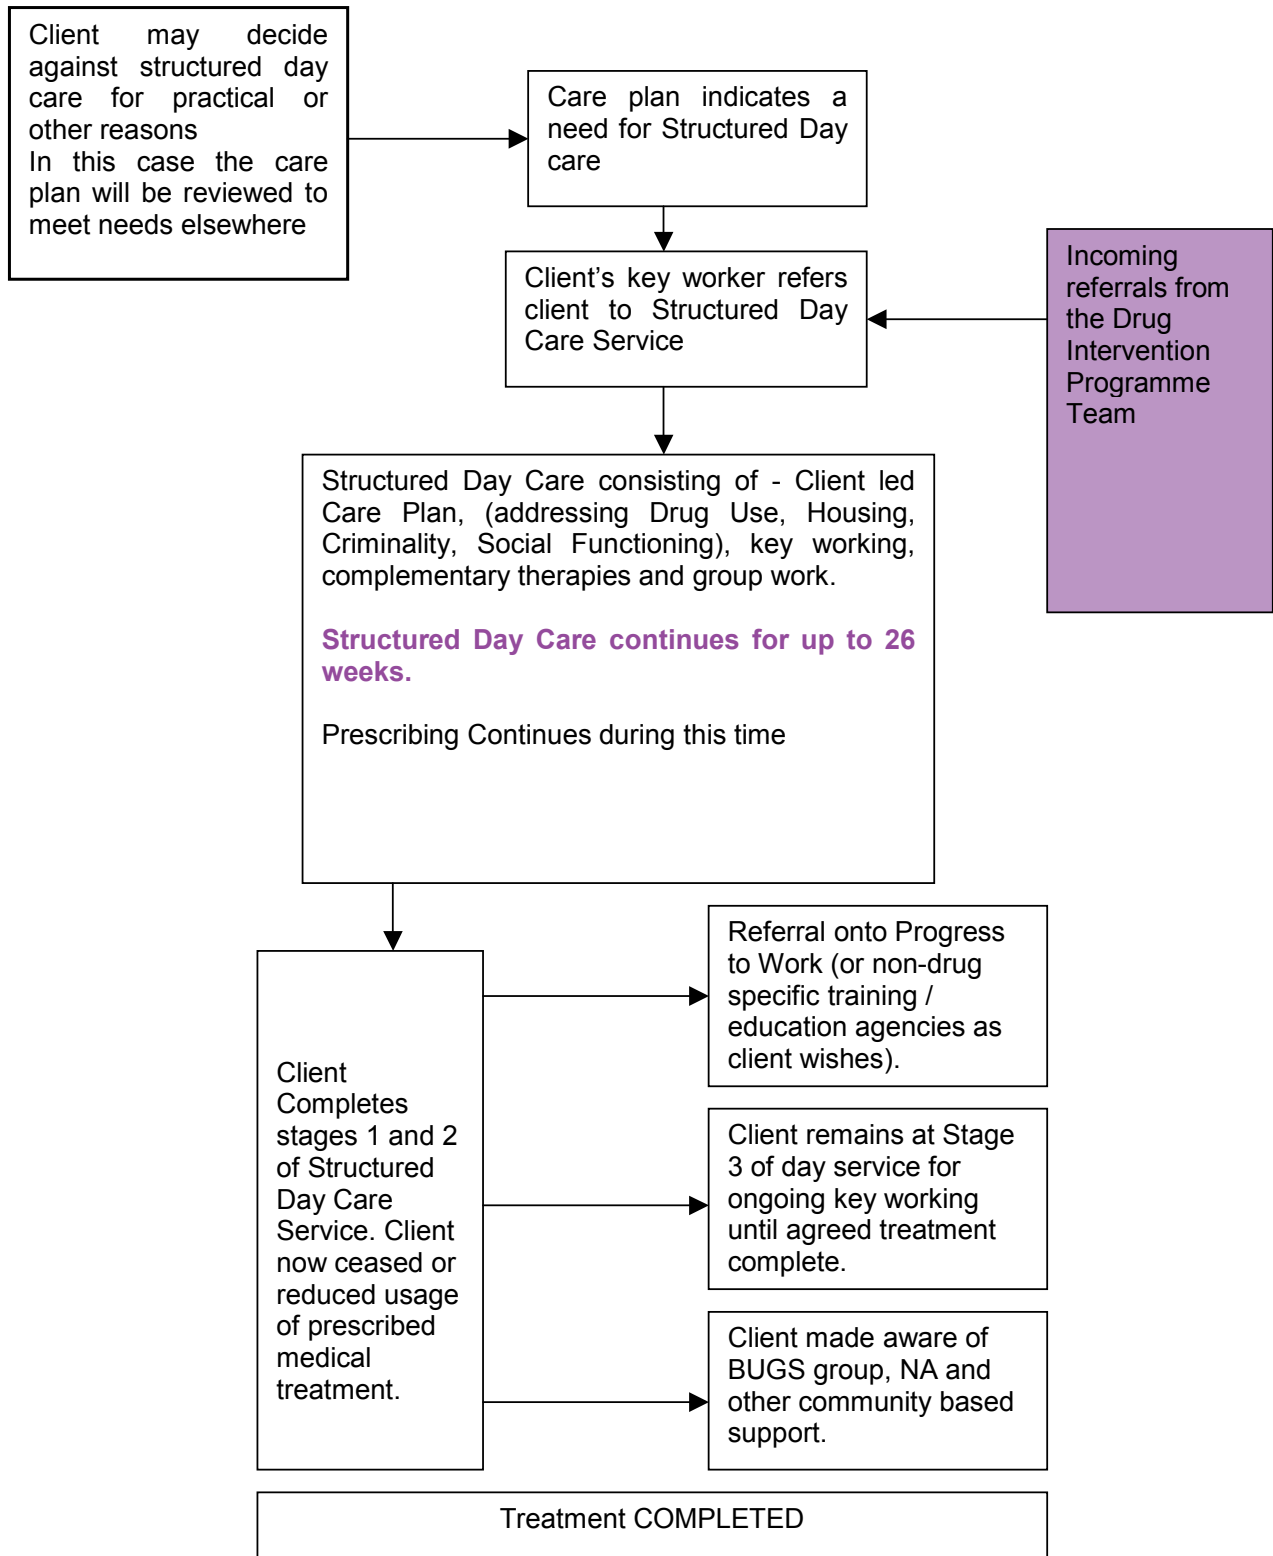 Client may decide
against structured day
care for practical or
other reasons
In this case the care
plan will be reviewed to
meet needs elsewhere
Care plan indicates a
need for Structured Day
care
Client's key worker refers
client to Structured Day
Care Service
Incoming
referrals from
the Drug
Intervention
Programme
Team
Structured Day Care consisting of - Client led
Care Plan, (addressing Drug Use, Housing,
Criminality, Social Functioning), key working,
complementary therapies and group work.
Structured Day Care continues for up to 26
weeks.
Prescribing Continues during this time
Client
Completes
stages 1 and 2
of Structured
Day Care
Service. Client
now ceased or
reduced usage
of prescribed
medical
treatment.
Referral onto Progress
to Work (or non-drug
specific training /
education agencies as
client wishes).
Client remains at Stage
3 of day service for
ongoing key working
until agreed treatment
complete.
Client made aware of
BUGS group, NA and
other community based
support.
Treatment COMPLETED